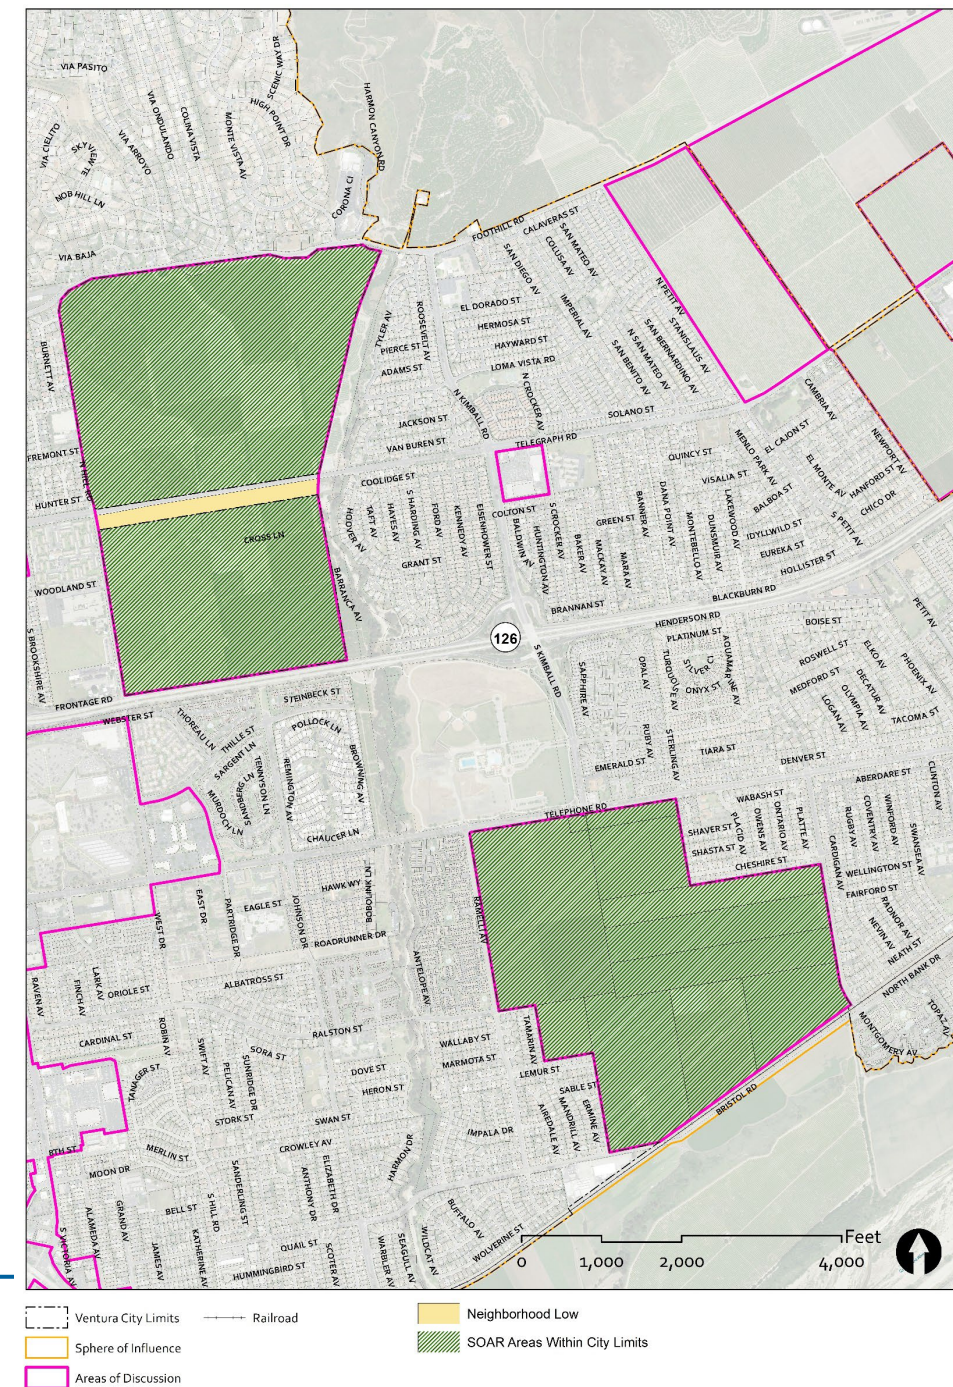 VIA PASITO
SCENIC WAY DR
VIA ONDULANDO
COLINA VISTA
HIGH POINT DR
HARMON CANYON RD
VIA CIELITO
SKYVIEW TE
VIA ARROYO
MONTE VISTA AV
NOB HILL LN
CORONA CI
VIA BAJA
FOOTHILL RD
CALAVERAS ST
SAN MATEO AV
COLUSA AV
SAN DIEGO AV
N PETIT AV
STANISLAUS AV
IMPERIAL AV
EL DORADO ST
HERMOSA ST
HAYWARD ST
LOMA VISTA RD
ROOSEVELT AV
TYLER AV
PIERCE ST
ADAMS ST
BURNETT AV
N SAN MATEO AV
SAN BERNARDINO AV
SAN BENITO AV
N CROCKER AV
N KIMBALL RD
JACKSON ST
VAN BUREN ST
SOLANO ST
TELEGRAPH RD
CAMBRIA AV
EL CAJON ST
MENLO PARK AV
NEWPORT AV
FREMONT ST
N HILL RD
HUNTER ST
COOLIDGE ST
QUINCY ST
VISALIA ST
EL MONTE AV
HANFORD ST
CHICO DR
BALBOA ST
S PETIT AV
HOOVER AV
TAFT AV
HAYES AV
S HARDING AV
FORD AV
KENNEDY AV
EISENHOWER ST
COLTON ST
BALDWIN AV
HUNTINGTON AV
S CROCKER AV
BAKER AV
MACKAY AV
GREEN ST
MARA AV
BANNER AV
DANA POINT AV
MONTEBELLO AV
DUNSMUIR AV
LAKEWOOD AV
IDYLLWILD ST
EUREKA ST
HOLLISTER ST
CROSS LN
GRANT ST
BARRANCA AV
WOODLAND ST
S BROOKSHIRE AV
BRANNAN ST
BLACKBURN RD
HENDERSON RD
126
PLATINUM ST
BOISE ST
PETIT AV
S KIMBALL RD
SAPPHIRE AV
OPAL AV
TURQUOISE AV
SILVER CI
AQUAMARINE AV
ONYX ST
ROSWELL ST
ELKO AV
PHOENIX AV
MEDFORD ST
DECATUR AV
OLYMPIA AV
LOGAN AV
TACOMA ST
FRONTAGE RD
WEBSTER ST
STEINBECK ST
THOREAU LN
THILLE ST
SARGENT LN
POLLOCK LN
TENNYSON LN
SANDBERG LN
MURDOCH LN
REMINGTON AV
BROWNING AV
CHAUCER LN
RUBY AV
STERLING AV
TIARA ST
EMERALD ST
DENVER ST
ABERDARE ST
CLINTON AV
TELEPHONE RD
WABASH ST
SHAVER ST
SHASTA ST
PLACID AV
OWENS AV
ONTARIO AV
PLATTE AV
CHESHIRE ST
CARDIGAN AV
RUGBY AV
COVENTRY AV
WINFORD AV
SWANSEA AV
WELLINGTON ST
FAIRFORD ST
RADNOR AV
NEVIN AV
NEATH ST
NORTH BANK DR
MONTGOMERY AV
TOPAZ AV
HAWK WY
BOBOLINK LN
EAGLE ST
EAST DR
WEST DR
PARTRIDGE DR
JOHNSON DR
ROADRUNNER DR
RAMELLI AV
ANTELOPE AV
ALBATROSS ST
RAVEN AV
FINCH AV
LARK AV
ORIOLE ST
CARDINAL ST
ROBIN AV
RALSTON ST
TAMARIN AV
WALLABY ST
MARMOTA ST
LEMUR ST
SABLE ST
SWIFT AV
PELICAN AV
SUNRIDGE DR
SORA ST
DOVE ST
HERON ST
TANAGER ST
STORK ST
SWAN ST
BRISTOL RD
AIREDALE AV
MANDRILL AV
ERMINE AV
IMPALA DR
8TH ST
MERLIN ST
MOON DR
CROWLEY AV
SANDERLING ST
ELIZABETH DR
ANTHONY DR
HARMON DR
S VICTORIA AV
ALAMEDA AV
GRAND AV
BELL ST
S HILL RD
JAMES AV
KATHERINE AV
QUAIL ST
HUMMINGBIRD ST
SCOTER AV
WARBLER AV
SEAGULL AV
WILDCAT AV
BUFFALO AV
WOLVERINE ST
Feet
0 1,000 2,000 4,000
Ventura City Limits
Railroad
Neighborhood Low
Sphere of Influence
SOAR Areas Within City Limits
Areas of Discussion